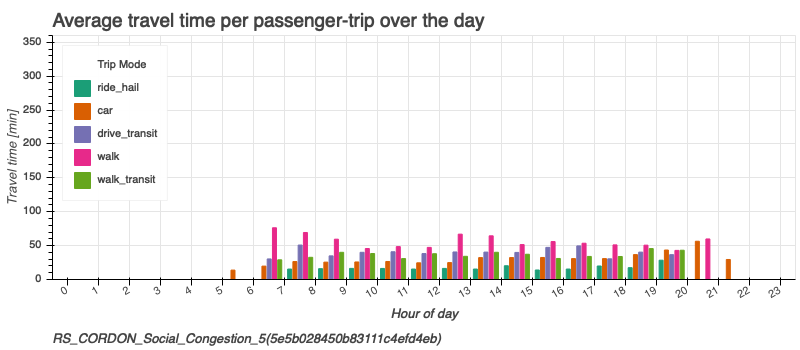 Average travel time per passenger-trip over the day
Travel time [min]
350
300
250
200
150
100
50
0
Trip Mode
ride_hail
car
drive_transit
walk
walk_transit
0 1 2 3 4 5 6 7 8 9 10 11 12 13 14 15 16 17 18 19 20 21 22 23
Hour of day
RS_CORDON_Social_Congestion_5(5e5b028450b83111c4efd4eb)